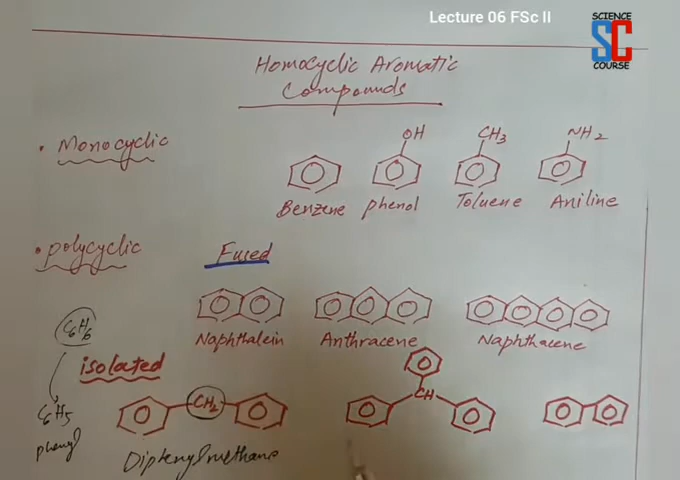 Lecture 06 FSc II
SCIENCE
SC
COURSE
Homocyclic Aromatic
Compounds
• Monocyclic
OH
CH3
NH2
Benzene phenol Toluene Aniline
• polycyclic
Fused
Naphthalein Anthracene Naphthacene
C6H6
isolated
CH2
CH
C6H5
phenyl
Diphenylmethane